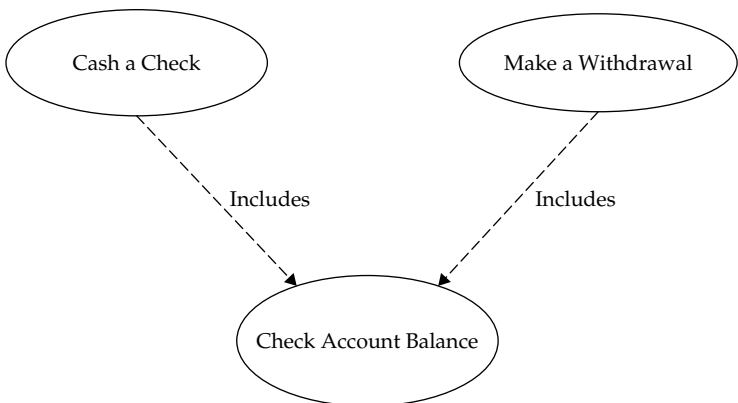 Cash a Check
Make a Withdrawal
Includes
Includes
Check Account Balance